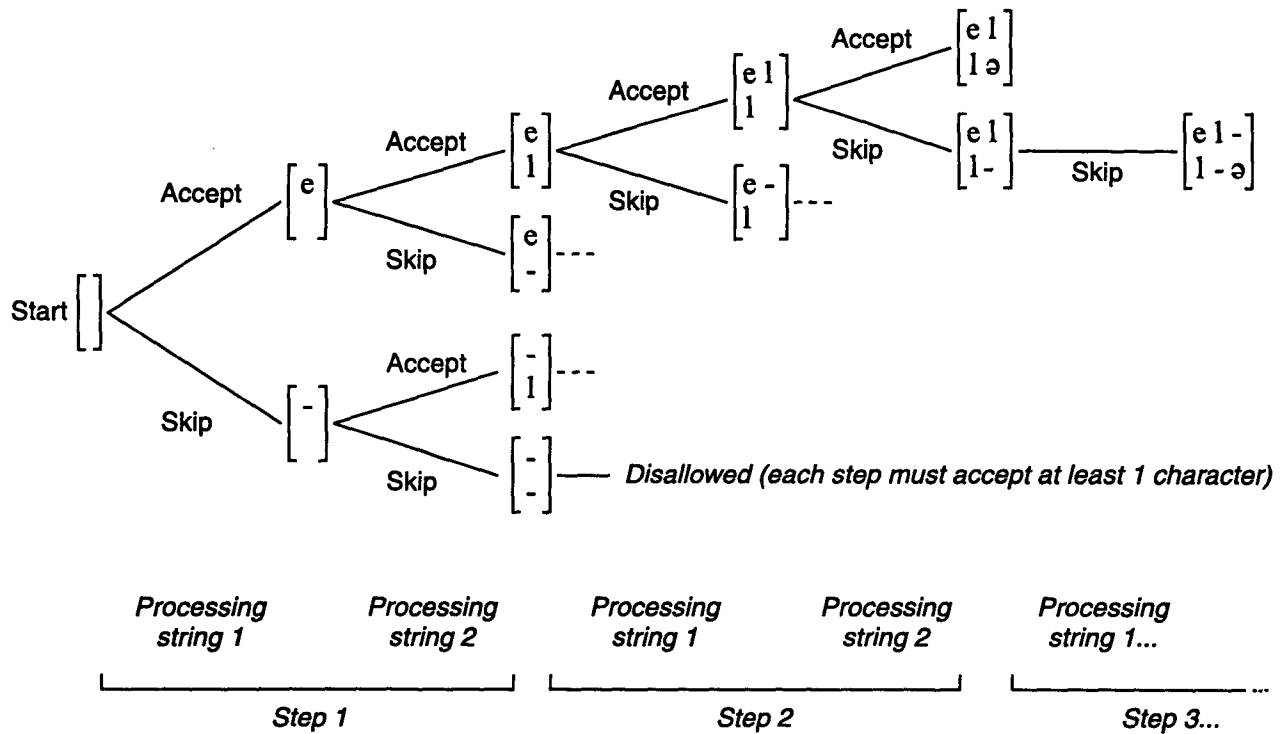 Accept
e l
l ə
Accept
e l
l
Accept
e
l
Skip
e l
l -
Skip
e l -
l - ə
Accept
e
Skip
e -
l
---
Skip
e
-
---
Start
Accept
-
l
---
Skip
-
Skip
-
-
Disallowed (each step must accept at least 1 character)
Processing
string 1
Processing
string 2
Processing
string 1
Processing
string 2
Processing
string 1...
...
Step 1
Step 2
Step 3...